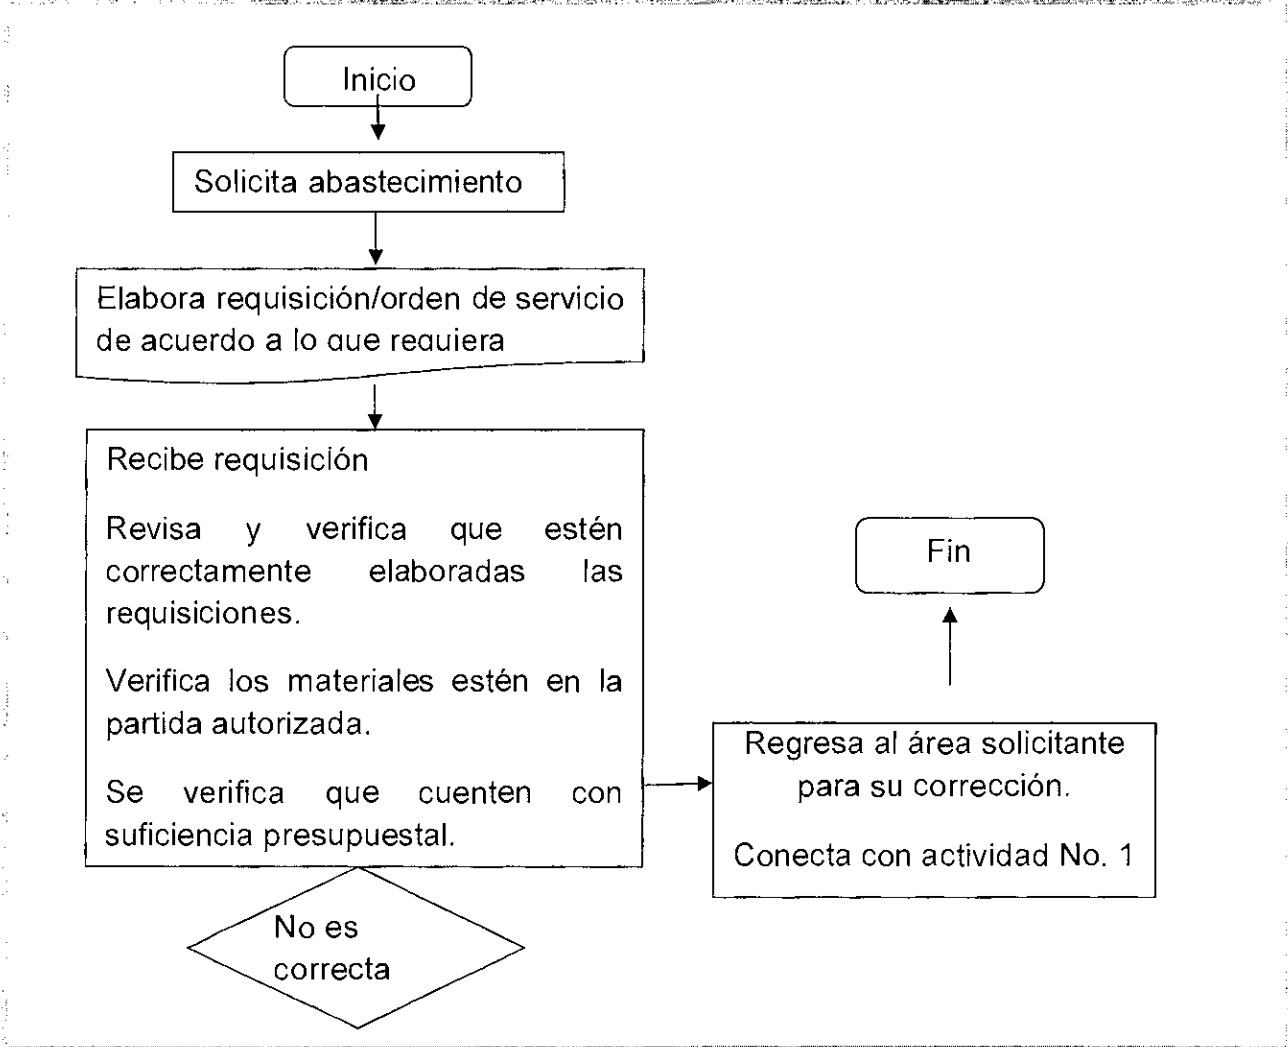 Inicio
Solicita abastecimiento
Elabora requisición/orden de servicio
de acuerdo a lo que requiera
Recibe requisición
Revisa y verifica que estén
correctamente elaboradas las
requisiciones.
Verifica los materiales estén en la
partida autorizada.
Se verifica que cuenten con
suficiencia presupuestal.
No es
correcta
Fin
Regresa al área solicitante
para su corrección.
Conecta con actividad No. 1